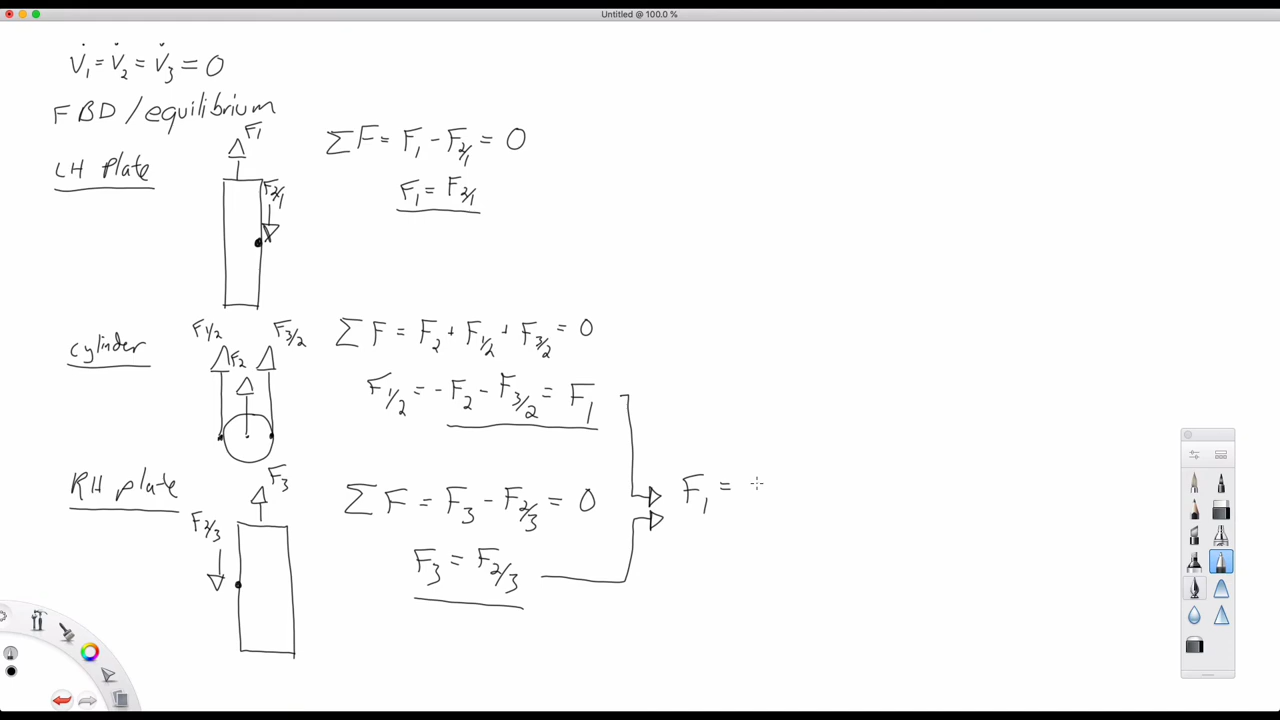 Untitled @ 100.0 %
V̇₁ = V̇₂ = V̇₃ = 0
FBD / equilibrium
LH Plate
F1
F2/1
ΣF = F₁ - F₂/₁ = 0
F₁ = F₂/₁
cylinder
F1/2
F2
F3/2
ΣF = F₂ + F₁/₂ + F₃/₂ = 0
F₁/₂ = -F₂ - F₃/₂ = F₁
RH plate
F₃
F₂/₃
ΣF = F₃ - F₂/₃ = 0
F₃ = F₂/₃
F₁ =